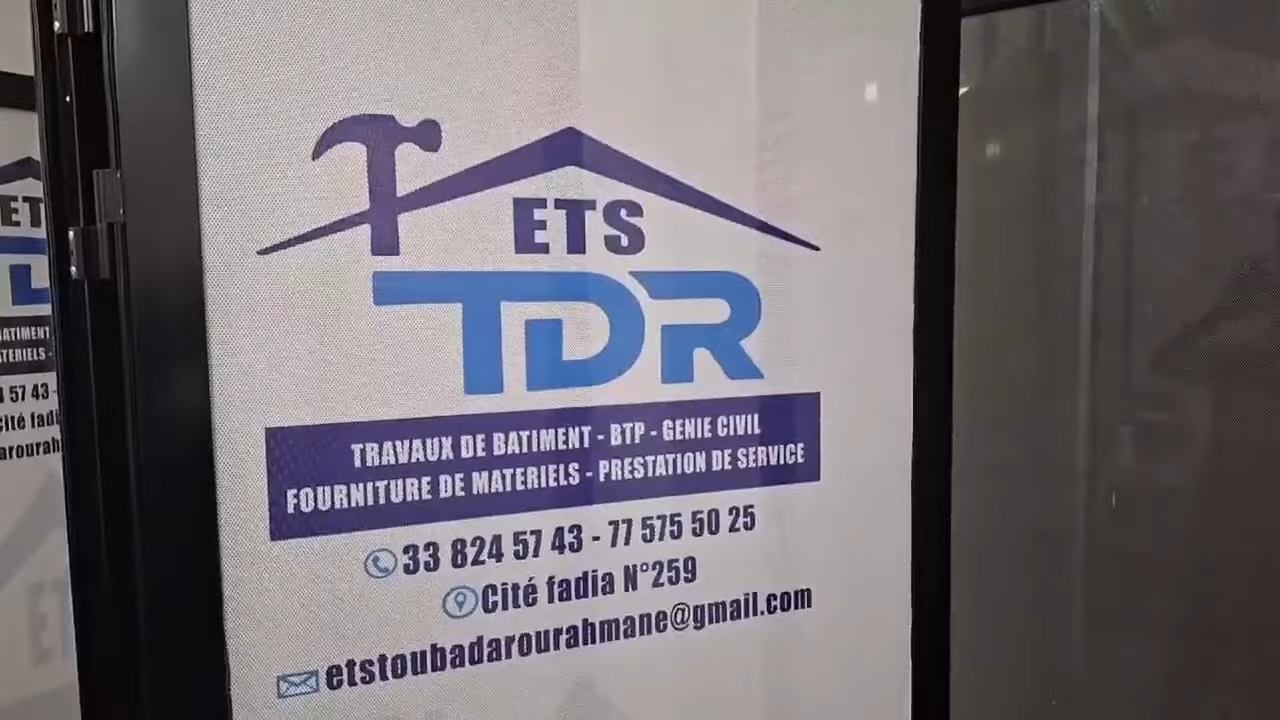 ETS
TDR
TRAVAUX DE BATIMENT - BTP - GENIE CIVIL
FOURNITURE DE MATERIELS - PRESTATION DE SERVICE
33 824 57 43 - 77 575 50 25
Cité fadia N°259
etstoubadarourahmane@gmail.com